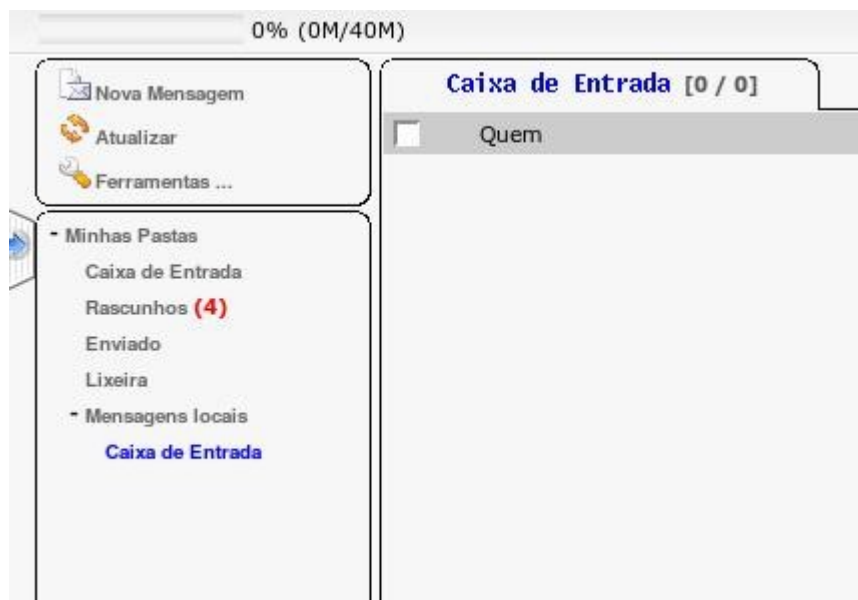 0% (0M/40M)
Nova Mensagem
Atualizar
Ferramentas ...
- Minhas Pastas
Caixa de Entrada
Rascunhos (4)
Enviado
Lixeira
- Mensagens locais
Caixa de Entrada
Caixa de Entrada [0 / 0]
Quem